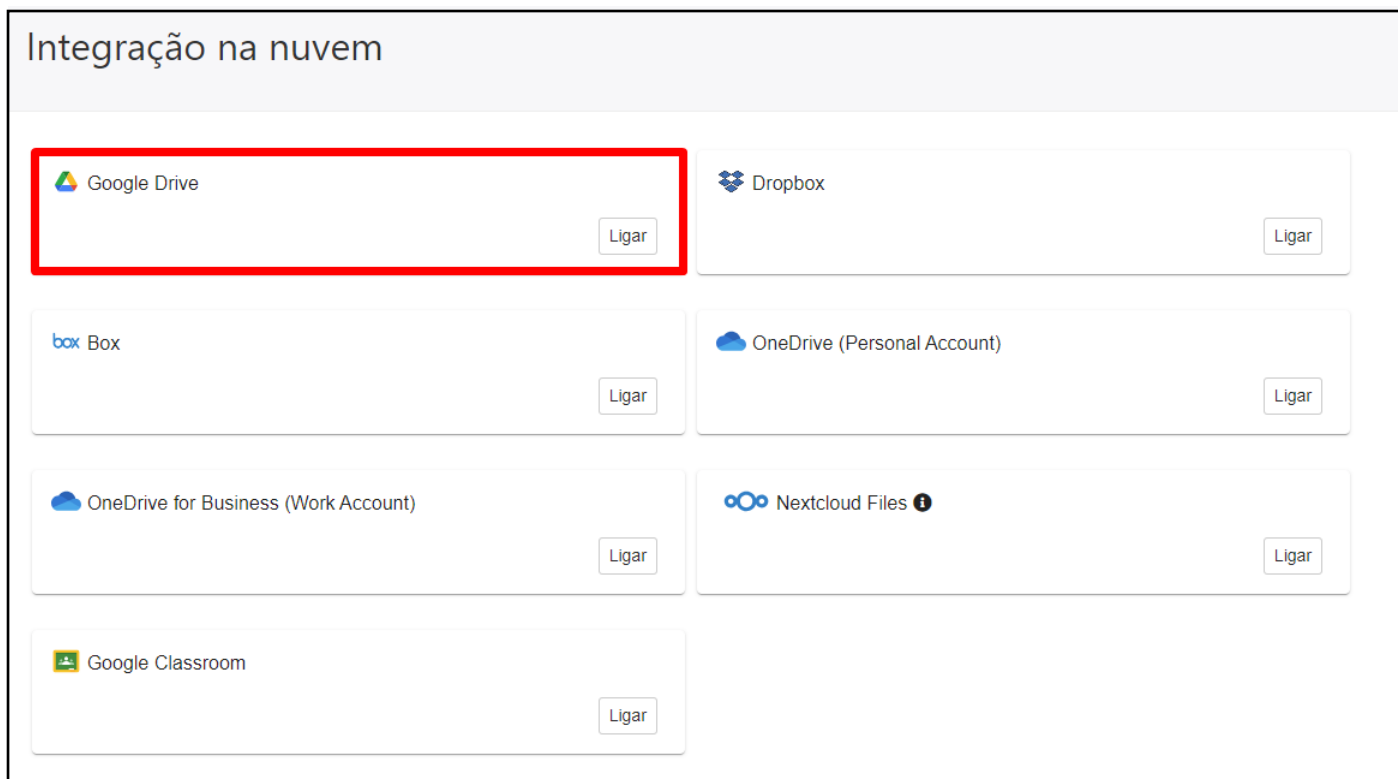 Integração na nuvem
Google Drive
Ligar
Dropbox
Ligar
box Box
Ligar
OneDrive (Personal Account)
Ligar
OneDrive for Business (Work Account)
Ligar
Nextcloud Files
Ligar
Google Classroom
Ligar